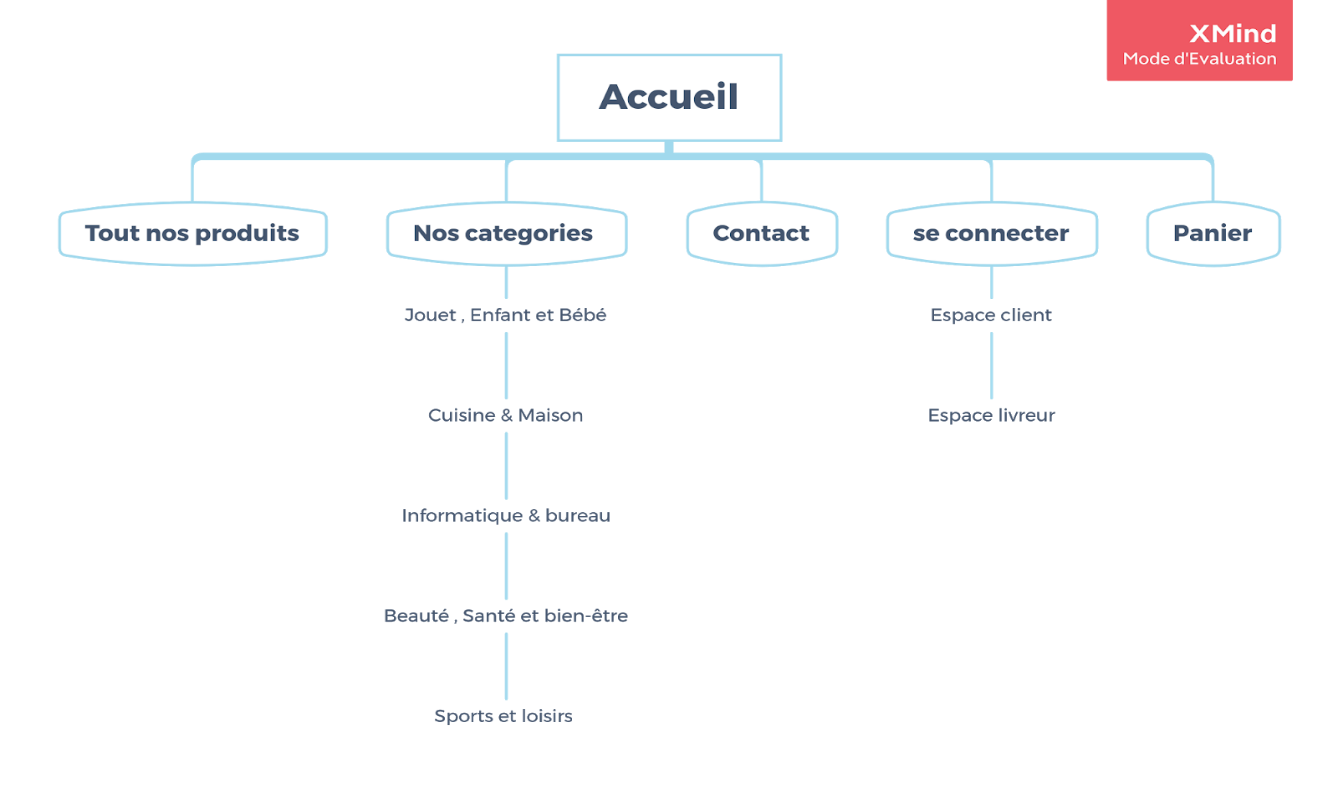 XMind
Mode d'Evaluation
Accueil
Tout nos produits
Nos categories
Contact
se connecter
Panier
Jouet , Enfant et Bébé
Cuisine & Maison
Informatique & bureau
Beauté , Santé et bien-être
Sports et loisirs
Espace client
Espace livreur